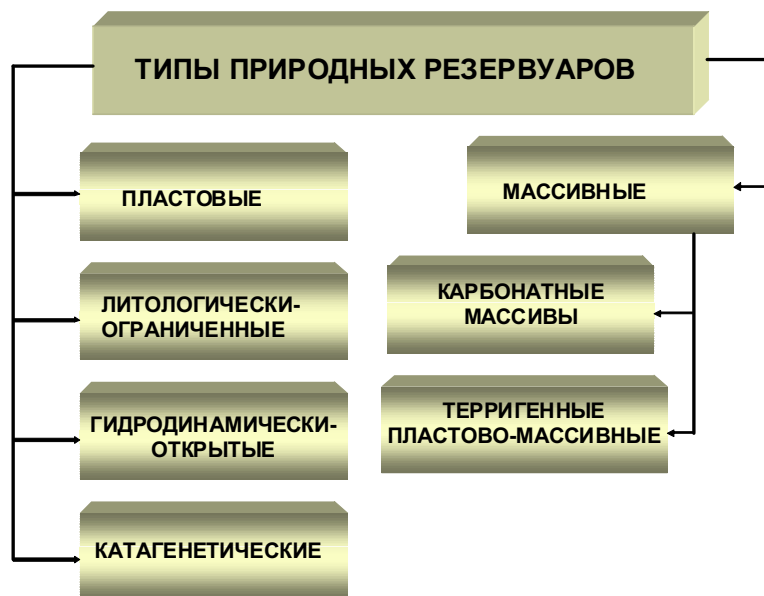 ТИПЫ ПРИРОДНЫХ РЕЗЕРВУАРОВ
ПЛАСТОВЫЕ
ЛИТОЛОГИЧЕСКИ-
ОГРАНИЧЕННЫЕ
ГИДРОДИНАМИЧЕСКИ-
ОТКРЫТЫЕ
КАТАГЕНЕТИЧЕСКИЕ
МАССИВНЫЕ
КАРБОНАТНЫЕ
МАССИВЫ
ТЕРРИГЕННЫЕ
ПЛАСТОВО-МАССИВНЫЕ